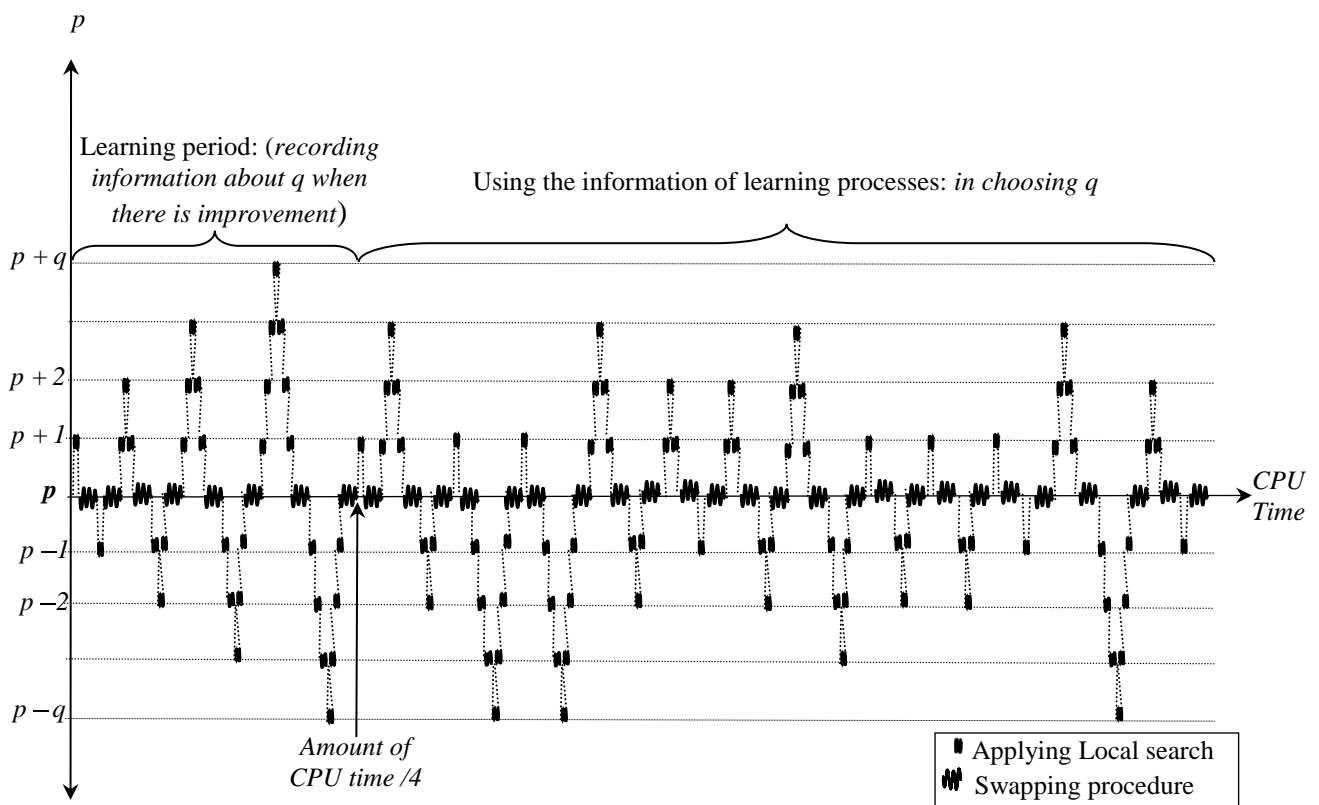 p
Learning period: (recording
information about q when
there is improvement)
Using the information of learning processes: in choosing q
p + q
p + 2
p + 1
p
CPU
Time
p – 1
p – 2
p – q
Amount of
CPU time /4
Applying Local search
Swapping procedure